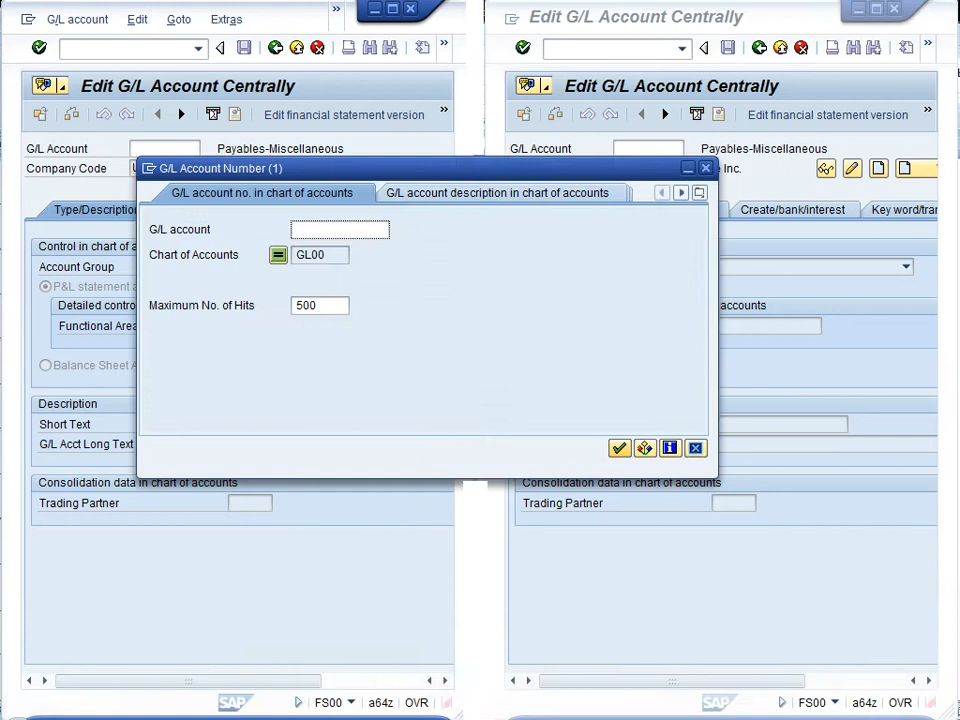 G/L account Edit Goto Extras »
Edit G/L Account Centrally
»
»
Edit G/L Account Centrally
Edit G/L Account Centrally
Edit financial statement version »
Edit financial statement version »
G/L Account Payables-Miscellaneous
G/L Account Payables-Miscellaneous
Company Code
e Inc.
G/L Account Number (1)
G/L account no. in chart of accounts G/L account description in chart of accounts
G/L account
Chart of Accounts GL00
Maximum No. of Hits 500
Type/Description
Create/bank/interest Key word/tran
Control in chart of a
Account Group
P&L statement a
Detailed contro
accounts
Functional Area
Balance Sheet A
Description
Short Text
G/L Acct Long Text
Consolidation data in chart of accounts
Consolidation data in chart of accounts
Trading Partner
Trading Partner
SAP FS00 a64z OVR
SAP FS00 a64z OVR